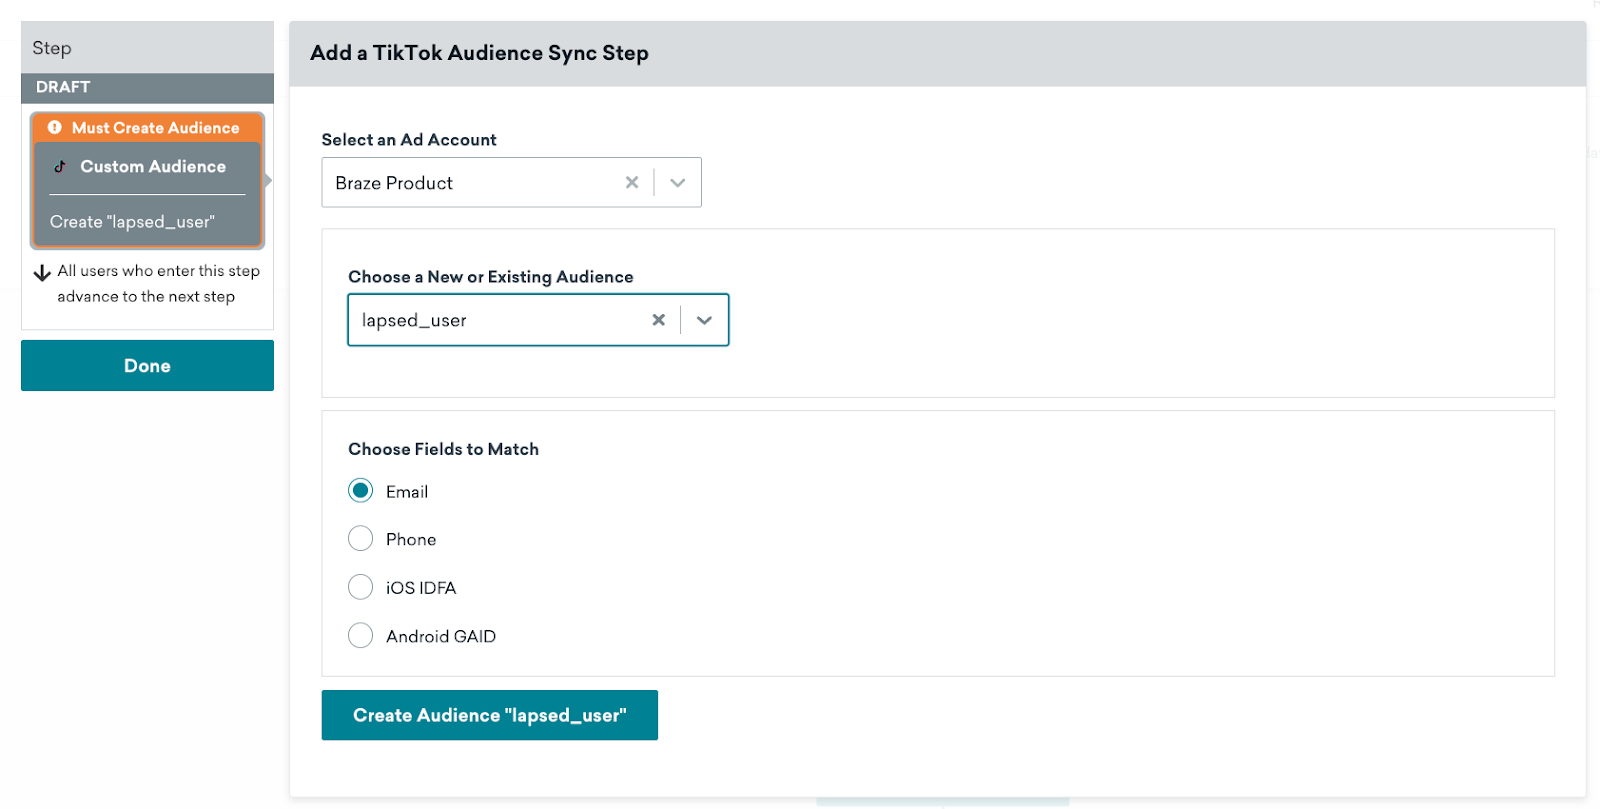 Step
DRAFT
Must Create Audience
Custom Audience
Create "lapsed_user"
All users who enter this step
advance to the next step
Done
Add a TikTok Audience Sync Step
Select an Ad Account
Braze Product
Choose a New or Existing Audience
lapsed_user
Choose Fields to Match
Email
Phone
iOS IDFA
Android GAID
Create Audience "lapsed_user"